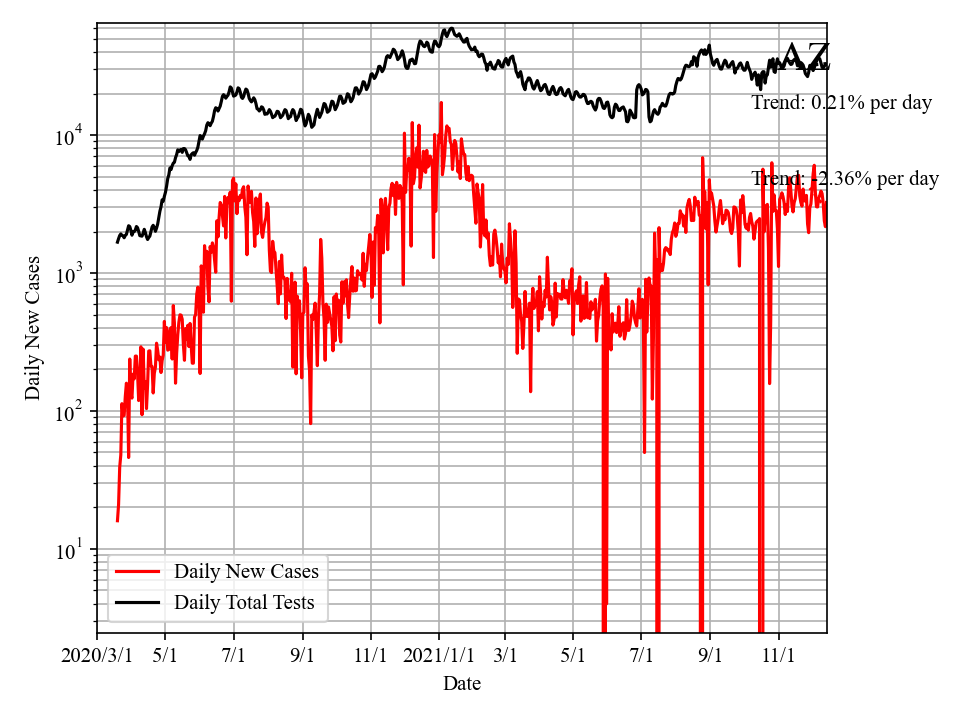 AZ
Trend: 0.21% per day
Trend: -2.36% per day
Daily New Cases
10^4
10^3
10^2
10^1
Daily New Cases
Daily Total Tests
2020/3/1 5/1 7/1 9/1 11/1 2021/1/1 3/1 5/1 7/1 9/1 11/1
Date